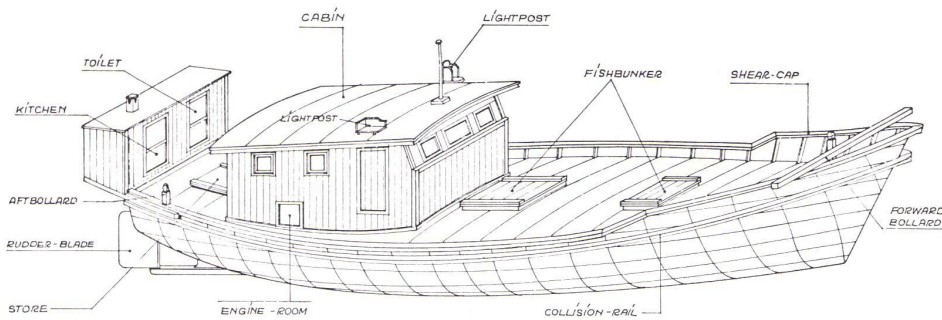 CABIN
LIGHTPOST
TOILET
FISHBUNKER
SHEAR-CAP
KITCHEN
LIGHTPOST
AFTBOLLARD
FORWARD
BOLLARD
RUDDER-BLADE
STORE
ENGINE-ROOM
COLLISION-RAIL